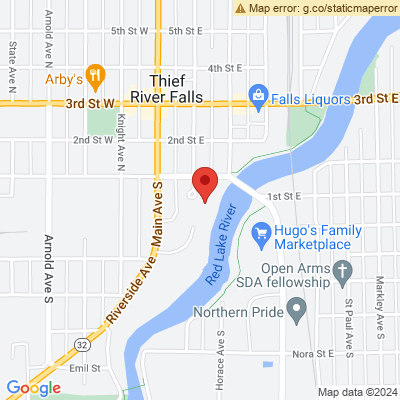 Map error: g.co/staticmaperror
5th St W
5th St E
State Ave N
Arnold Ave N
4th St E
Arby's
Thief
River Falls
3rd St W
Falls Liquors
3rd St E
Knight Ave N
2nd St W
2nd St E
1st St E
Main Ave S
Red Lake River
Hugo's Family
Marketplace
Arnold Ave S
Riverside Ave
Open Arms
SDA fellowship
Markley Ave S
St Paul Ave S
Northern Pride
Horace Ave S
32
Nora St E
Emil St
Google
Map data ©2024